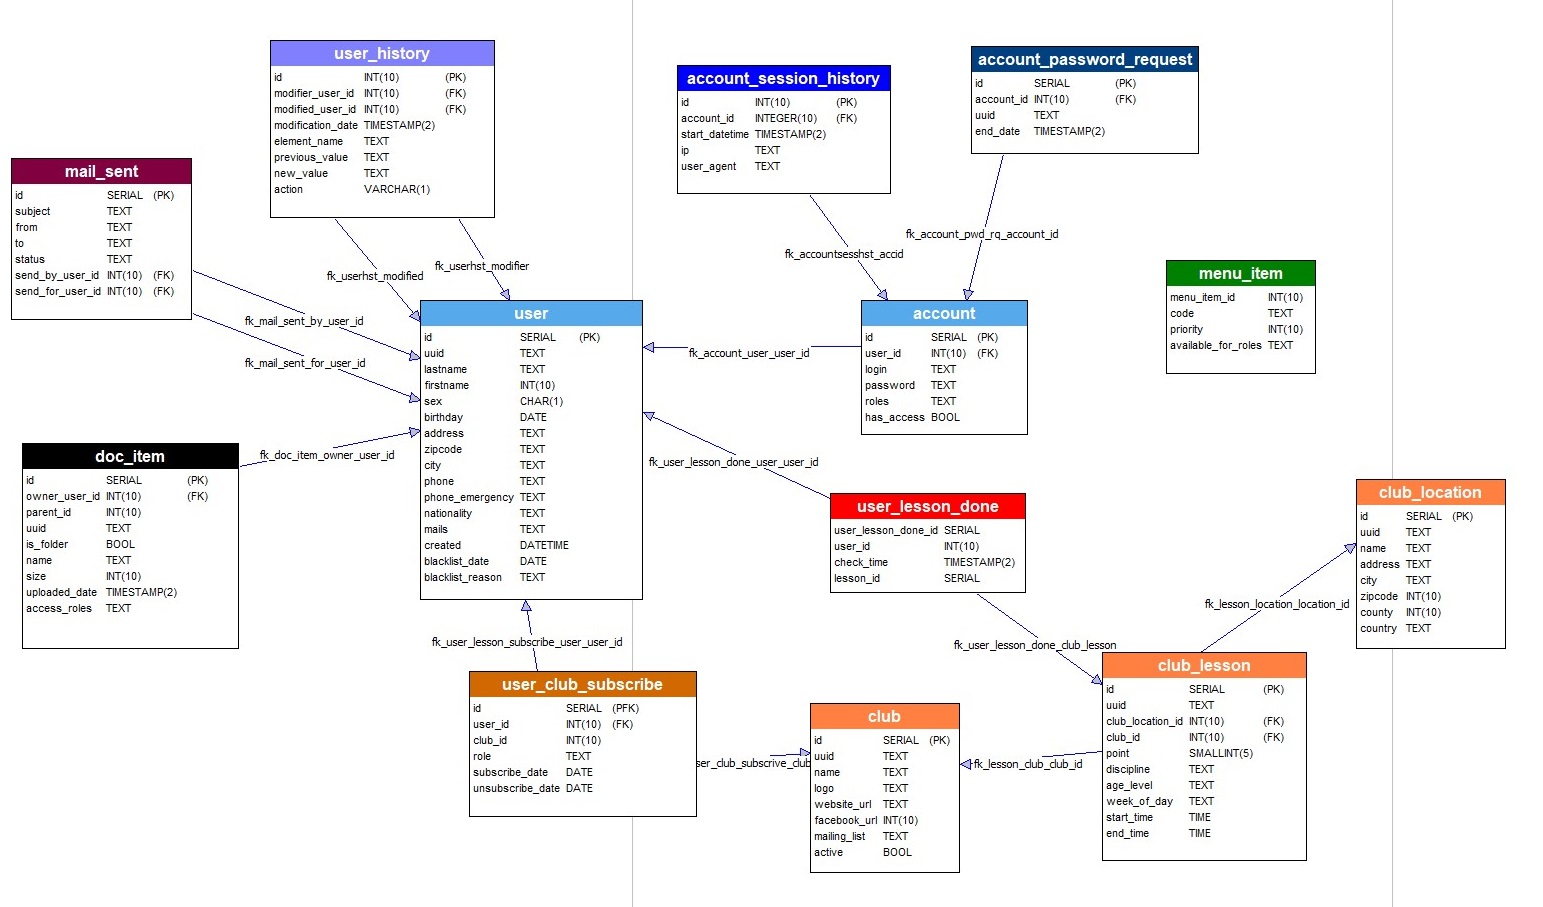 user_history
id INT(10) (PK)
modifier_user_id INT(10) (FK)
modified_user_id INT(10) (FK)
modification_date TIMESTAMP(2)
element_name TEXT
previous_value TEXT
new_value TEXT
action VARCHAR(1)
account_session_history
id INT(10) (PK)
account_id INTEGER(10) (FK)
start_datetime TIMESTAMP(2)
ip TEXT
user_agent TEXT
account_password_request
id SERIAL (PK)
account_id INT(10) (FK)
uuid TEXT
end_date TIMESTAMP(2)
mail_sent
id SERIAL (PK)
subject TEXT
from TEXT
to TEXT
status TEXT
send_by_user_id INT(10) (FK)
send_for_user_id INT(10) (FK)
fk_userhst_modified
fk_userhst_modifier
fk_accountsesshst_accid
fk_account_pwd_rq_account_id
fk_mail_sent_by_user_id
fk_mail_sent_for_user_id
user
id SERIAL (PK)
uuid TEXT
lastname TEXT
firstname INT(10)
sex CHAR(1)
birthday DATE
address TEXT
zipcode TEXT
city TEXT
phone TEXT
phone_emergency TEXT
nationality TEXT
mails TEXT
created DATETIME
blacklist_date DATE
blacklist_reason TEXT
fk_account_user_user_id
account
id SERIAL (PK)
user_id INT(10) (FK)
login TEXT
password TEXT
roles TEXT
has_access BOOL
menu_item
menu_item_id INT(10)
code TEXT
priority INT(10)
available_for_roles TEXT
doc_item
id SERIAL (PK)
owner_user_id INT(10) (FK)
parent_id INT(10)
uuid TEXT
is_folder BOOL
name TEXT
size INT(10)
uploaded_date TIMESTAMP(2)
access_roles TEXT
fk_doc_item_owner_user_id
fk_user_lesson_done_user_user_id
user_lesson_done
user_lesson_done_id SERIAL
user_id INT(10)
check_time TIMESTAMP(2)
lesson_id SERIAL
club_location
id SERIAL (PK)
uuid TEXT
name TEXT
address TEXT
city TEXT
zipcode INT(10)
county INT(10)
country TEXT
fk_lesson_location_location_id
fk_user_lesson_subscribe_user_user_id
fk_user_lesson_done_club_lesson
user_club_subscribe
id SERIAL (PFK)
user_id INT(10) (FK)
club_id INT(10)
role TEXT
subscribe_date DATE
unsubscribe_date DATE
ser_club_subscrive_club
club
id SERIAL (PK)
uuid TEXT
name TEXT
logo TEXT
website_url TEXT
facebook_url INT(10)
mailing_list TEXT
active BOOL
fk_lesson_club_club_id
club_lesson
id SERIAL (PK)
uuid TEXT
club_location_id INT(10) (FK)
club_id INT(10) (FK)
point SMALLINT(5)
discipline TEXT
age_level TEXT
week_of_day TEXT
start_time TIME
end_time TIME